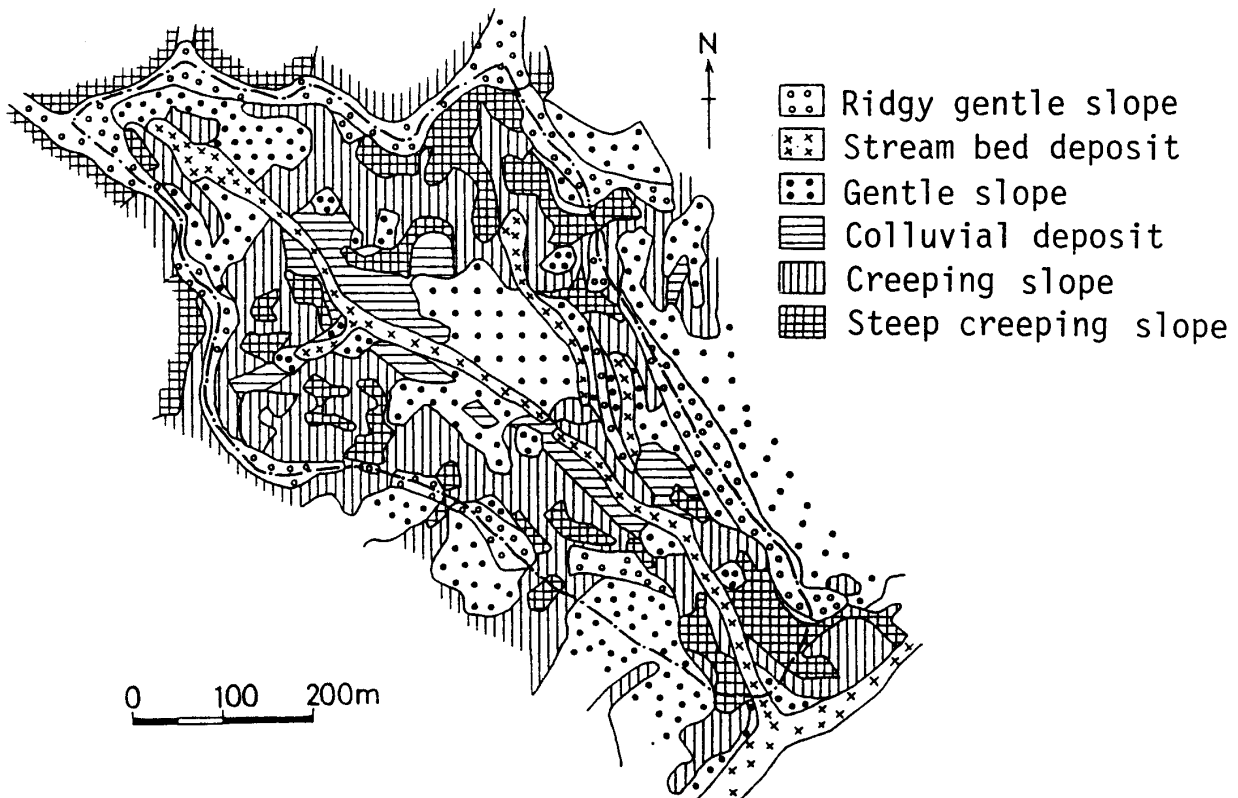 N
Ridgy gentle slope
Stream bed deposit
Gentle slope
Colluvial deposit
Creeping slope
Steep creeping slope
0 100 200m